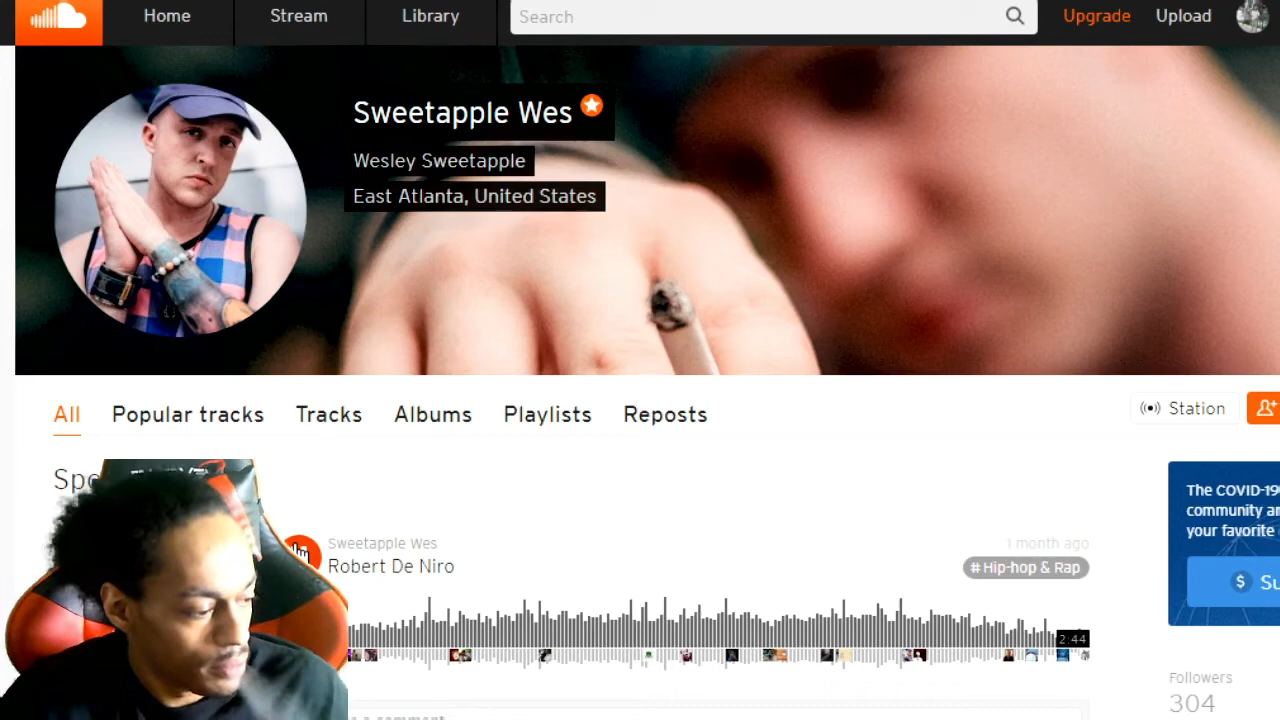 Home
Stream
Library
Search
Upgrade
Upload
Sweetapple Wes
Wesley Sweetapple
East Atlanta, United States
All
Popular tracks
Tracks
Albums
Playlists
Reposts
Station
The COVID-19
community an
your favorite
$ Su
Sweetapple Wes
Robert De Niro
1 month ago
# Hip-hop & Rap
2:44
Followers
304